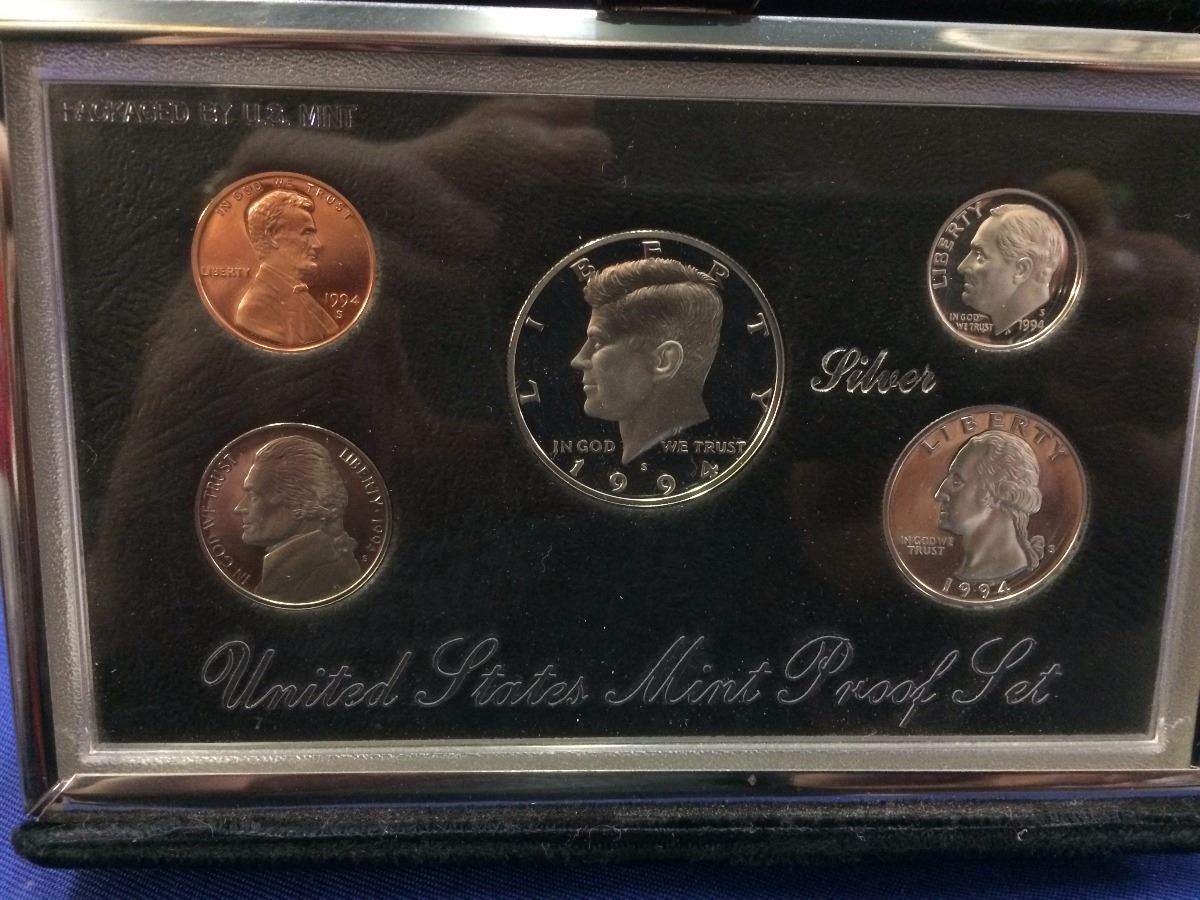 PACKAGED BY U.S. MINT
IN GOD WE TRUST
LIBERTY
1994
S
LIBERTY
IN GOD WE TRUST
S
1994
LIBERTY
IN GOD
WE TRUST
S
1994
Silver
IN GOD WE TRUST
LIBERTY · 1994
S
LIBERTY
IN GOD WE
TRUST
S
1994
United States Mint Proof Set